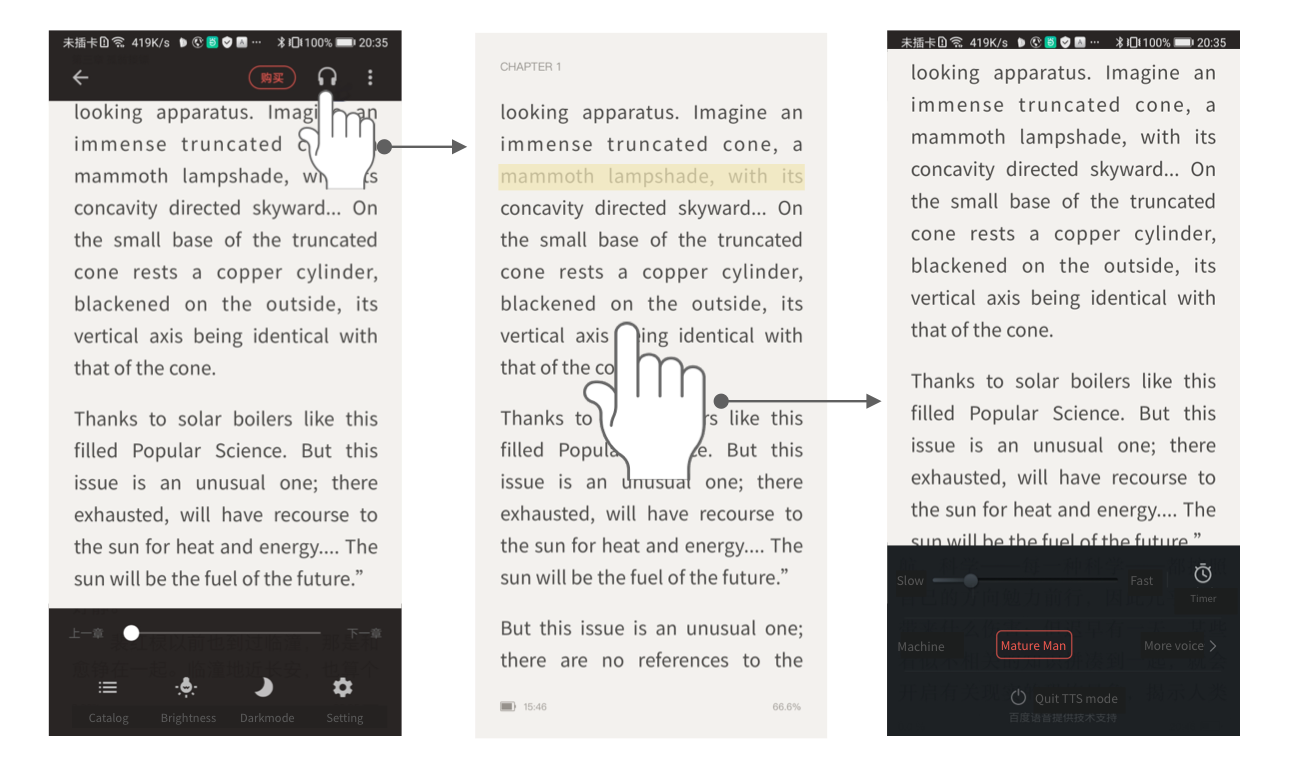 未插卡 419K/s ··· 100% 20:35
购买
looking apparatus. Imagi an
immense truncated
mammoth lampshade, w ts
concavity directed skyward... On
the small base of the truncated
cone rests a copper cylinder,
blackened on the outside, its
vertical axis being identical with
that of the cone.
Thanks to solar boilers like this
filled Popular Science. But this
issue is an unusual one; there
exhausted, will have recourse to
the sun for heat and energy.... The
sun will be the fuel of the future.”
上一章 下一章
Catalog Brightness Darkmode Setting
CHAPTER 1
looking apparatus. Imagine an
immense truncated cone, a
mammoth lampshade, with its
concavity directed skyward... On
the small base of the truncated
cone rests a copper cylinder,
blackened on the outside, its
vertical axis ing identical with
that of the co
Thanks to rs like this
filled Popula e. But this
issue is an unusual one; there
exhausted, will have recourse to
the sun for heat and energy.... The
sun will be the fuel of the future.”
But this issue is an unusual one;
there are no references to the
15:46 66.6%
未插卡 419K/s ··· 100% 20:35
looking apparatus. Imagine an
immense truncated cone, a
mammoth lampshade, with its
concavity directed skyward... On
the small base of the truncated
cone rests a copper cylinder,
blackened on the outside, its
vertical axis being identical with
that of the cone.
Thanks to solar boilers like this
filled Popular Science. But this
issue is an unusual one; there
exhausted, will have recourse to
the sun for heat and energy.... The
sun will be the fuel of the future.”
Slow Fast
Timer
Machine Mature Man More voice
Quit TTS mode
百度语音提供技术支持